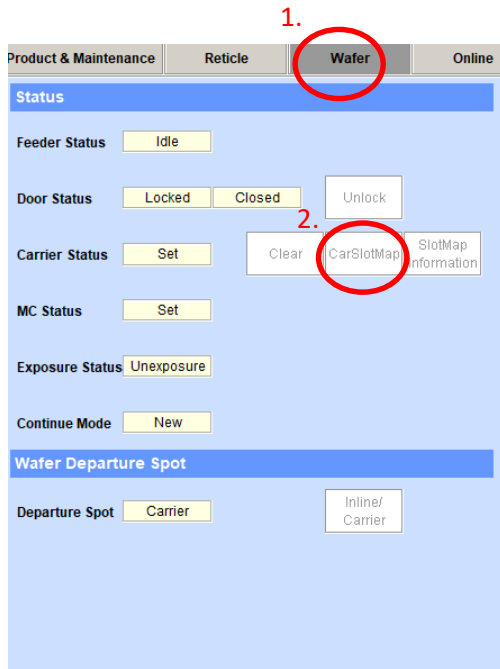 1.
Product & Maintenance Reticle Wafer Online
Status
Feeder Status Idle
Door Status Locked Closed Unlock
2.
Carrier Status Set Clear CarSlotMap SlotMap
Information
MC Status Set
Exposure Status Unexposure
Continue Mode New
Wafer Departure Spot
Departure Spot Carrier Inline/
Carrier